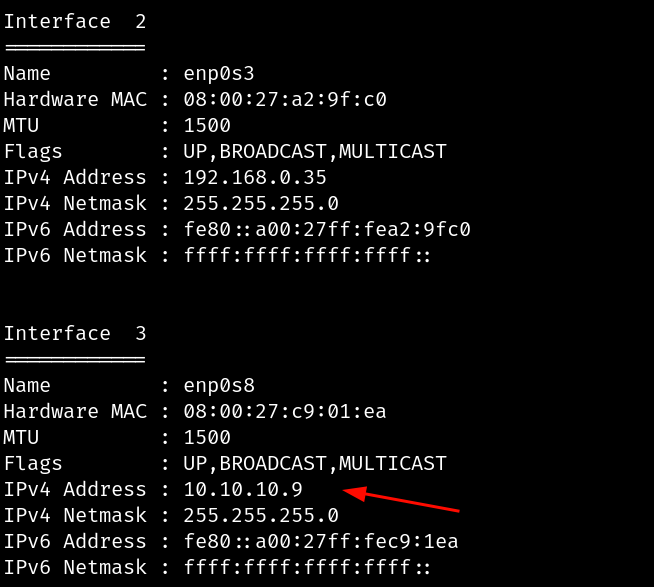 Interface  2
============
Name         : enp0s3
Hardware MAC : 08:00:27:a2:9f:c0
MTU          : 1500
Flags        : UP,BROADCAST,MULTICAST
IPv4 Address : 192.168.0.35
IPv4 Netmask : 255.255.255.0
IPv6 Address : fe80::a00:27ff:fea2:9fc0
IPv6 Netmask : ffff:ffff:ffff:ffff::
Interface  3
============
Name         : enp0s8
Hardware MAC : 08:00:27:c9:01:ea
MTU          : 1500
Flags        : UP,BROADCAST,MULTICAST
IPv4 Address : 10.10.10.9
IPv4 Netmask : 255.255.255.0
IPv6 Address : fe80::a00:27ff:fec9:1ea
IPv6 Netmask : ffff:ffff:ffff:ffff::